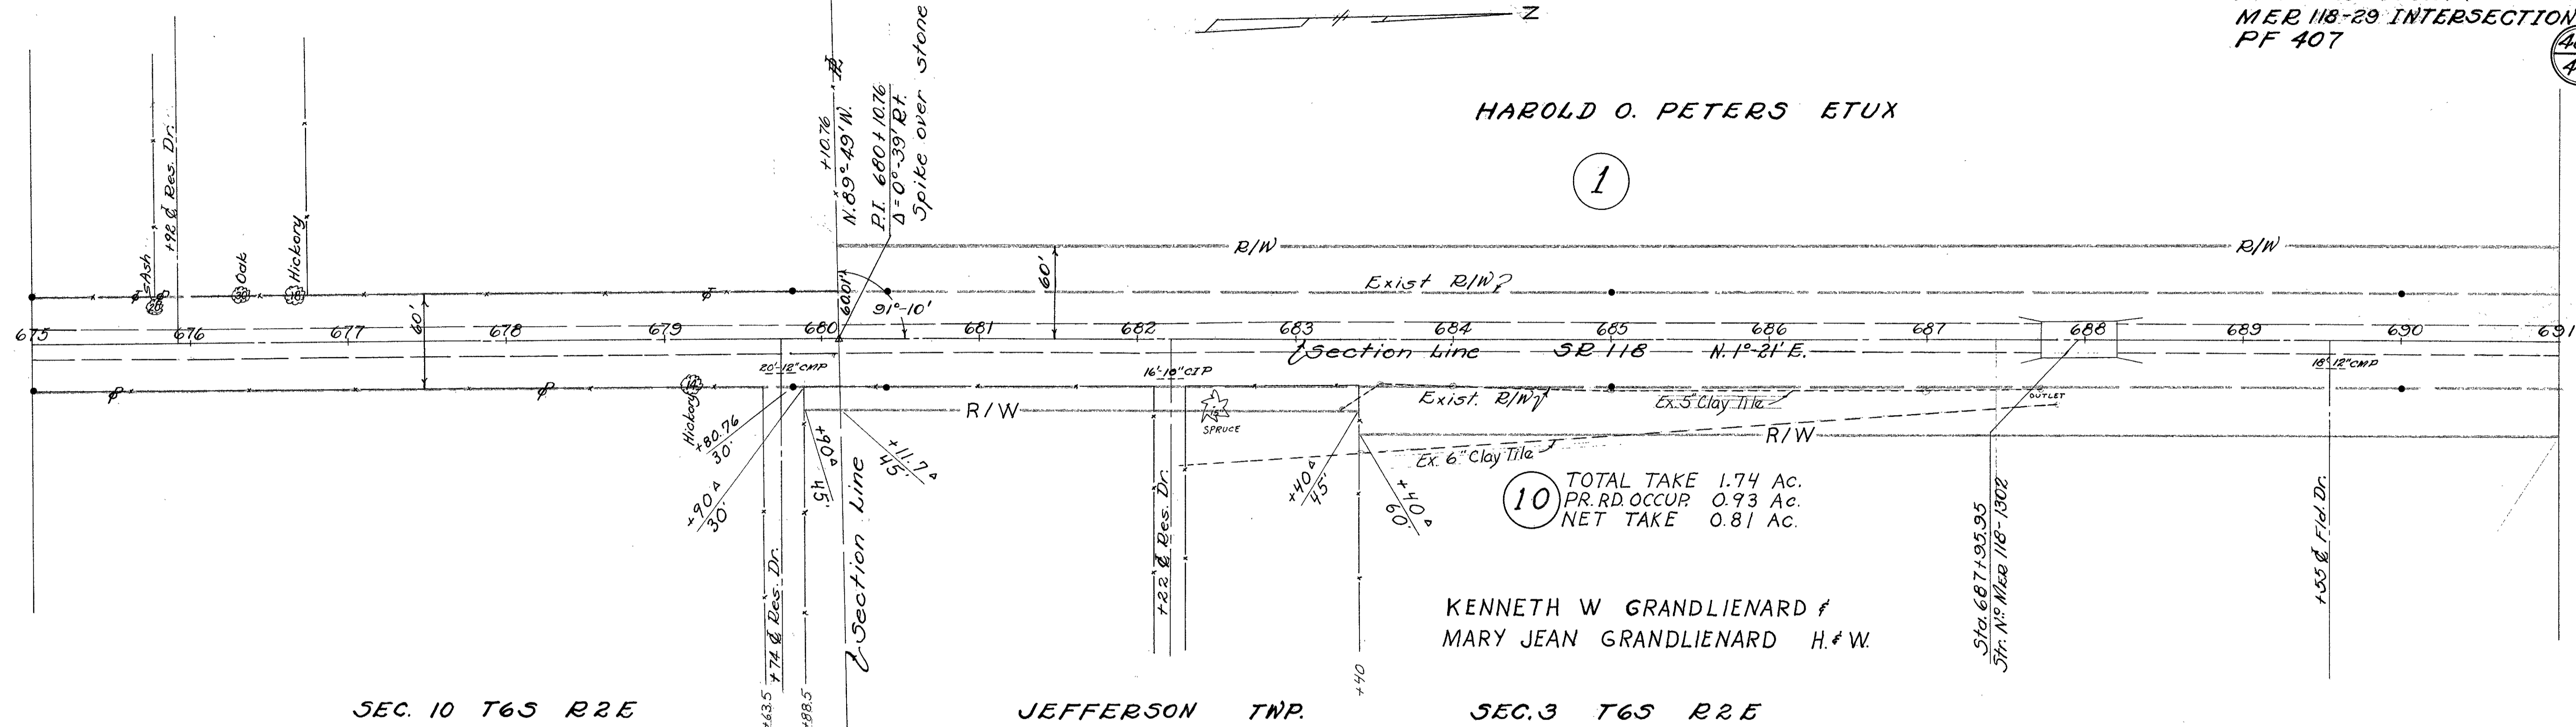 MER 118-29 INTERSECTION
PF 407
Z
HAROLD O. PETERS ETUX
1
+10.76
N.89°-49'W.
P.I. 680+10.76
Δ=0°-39' Rt.
Spike over stone
Ash
+92 ₵ Res. Dr.
Oak
Hickory
R/W
R/W
60'
60'
60.01'
91°-10'
Exist R/W
675 676 677 678 679 680 681 682 683 684 685 686 687 688 689 690 691
Section Line SR 118 N.1°-21'E.
20'-12" CMP
16'-10" CIP
18'-12" CMP
Hickory
+80.76
30'
+90
30'
+90
45'
+11.7
45'
R/W
SPRUCE
Exist. R/W
Ex. 5" Clay Tile
OUTLET
Ex. 6" Clay Tile
R/W
+40
45'
+40
60'
10
TOTAL TAKE 1.74 Ac.
PR. RD. OCCUP. 0.93 Ac.
NET TAKE 0.81 Ac.
Section Line
+74 ₵ Res. Dr.
+63.5
+88.5
+22 ₵ Res. Dr.
+40
KENNETH W GRANDLIENARD &
MARY JEAN GRANDLIENARD H. & W.
Sta. 687+95.95
Str. Nº MER 118-1302
+55 ₵ Fld. Dr.
SEC. 10 T6S R2E
JEFFERSON TWP.
SEC. 3 T6S R2E